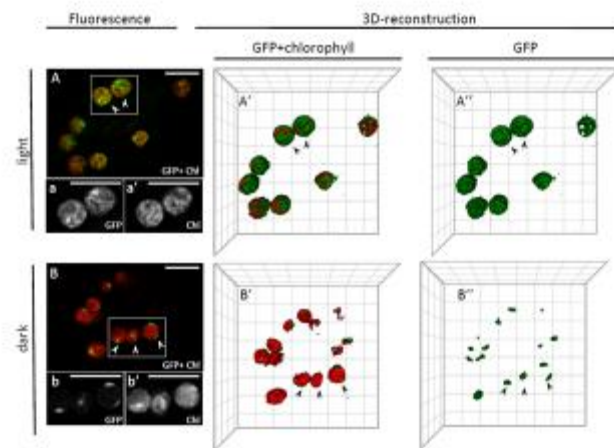 Fluorescence
3D-reconstruction
GFP+chlorophyll
GFP
light
A
GFP+ Chl
a
GFP
a'
Chl
A'
A''
dark
B
GFP+ Chl
b
GFP
b'
Chl
B'
B''